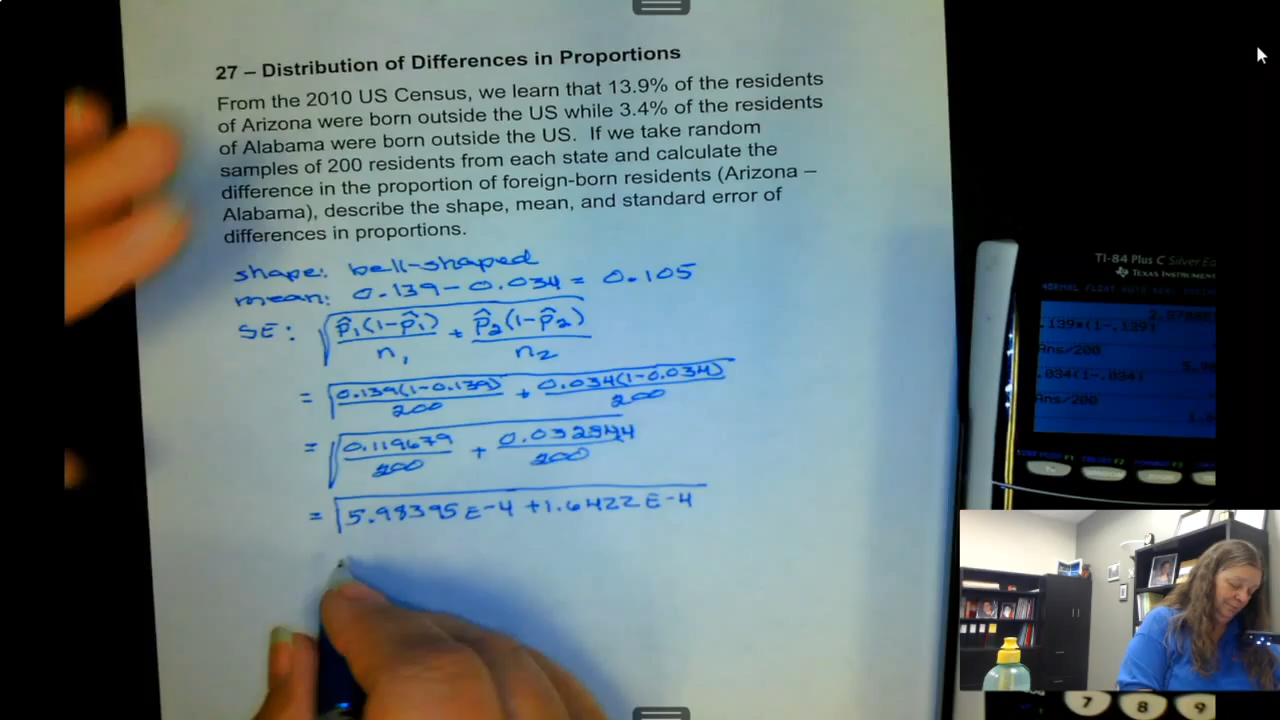 27 – Distribution of Differences in Proportions
From the 2010 US Census, we learn that 13.9% of the residents
of Arizona were born outside the US while 3.4% of the residents
of Alabama were born outside the US. If we take random
samples of 200 residents from each state and calculate the
difference in the proportion of foreign-born residents (Arizona –
Alabama), describe the shape, mean, and standard error of
differences in proportions.
shape: bell-shaped
mean: 0.139 - 0.034 = 0.105
SE: √(p̂₁(1-p̂₁)/n₁ + p̂₂(1-p̂₂)/n₂)
= √(0.139(1-0.139)/200 + 0.034(1-0.034)/200)
= √(0.119679/200 + 0.032844/200)
= √(5.98395E-4 + 1.6422E-4)
TI-84 Plus C Silver Ed
TEXAS INSTRUMENT
NORMAL FLOAT AUTO REAL
.139*(1-.139)
Ans/200
.034(1-.034)
Ans/200
7
8
9